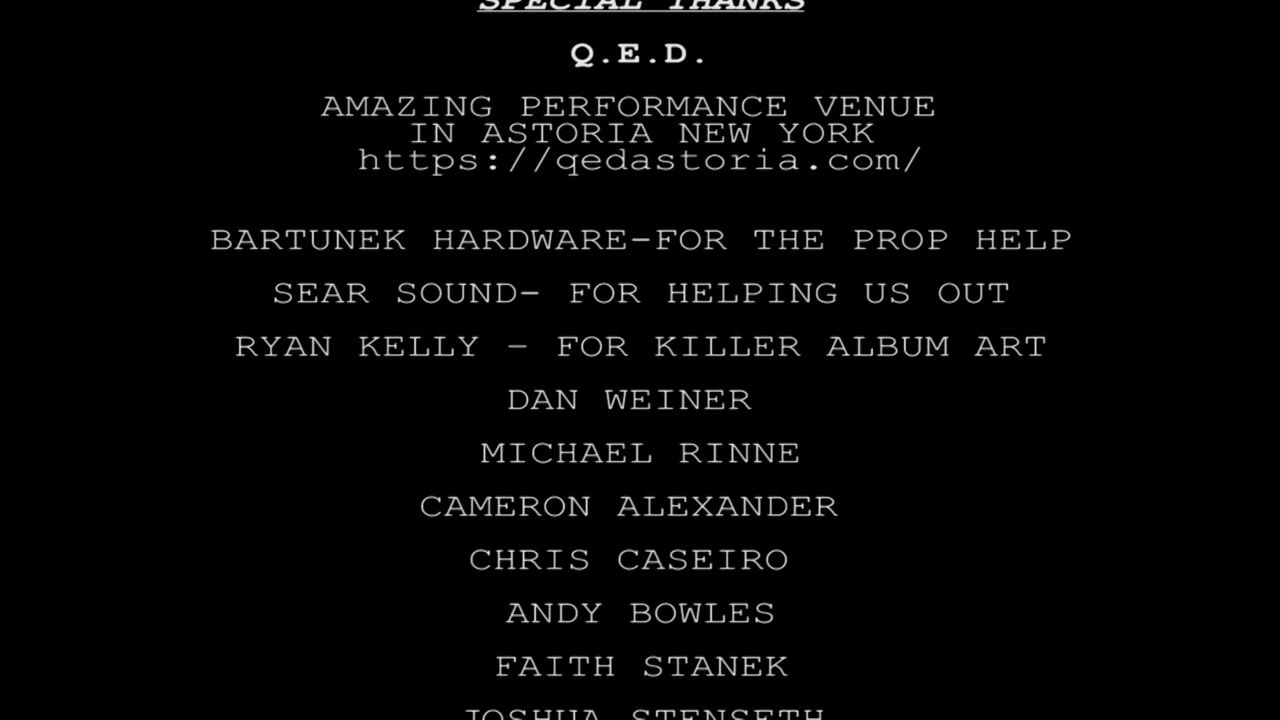 SPECIAL THANKS
Q.E.D.
AMAZING PERFORMANCE VENUE
IN ASTORIA NEW YORK
https://qedastoria.com/
BARTUNEK HARDWARE-FOR THE PROP HELP
SEAR SOUND- FOR HELPING US OUT
RYAN KELLY – FOR KILLER ALBUM ART
DAN WEINER
MICHAEL RINNE
CAMERON ALEXANDER
CHRIS CASEIRO
ANDY BOWLES
FAITH STANEK
JOSHUA STENSETH